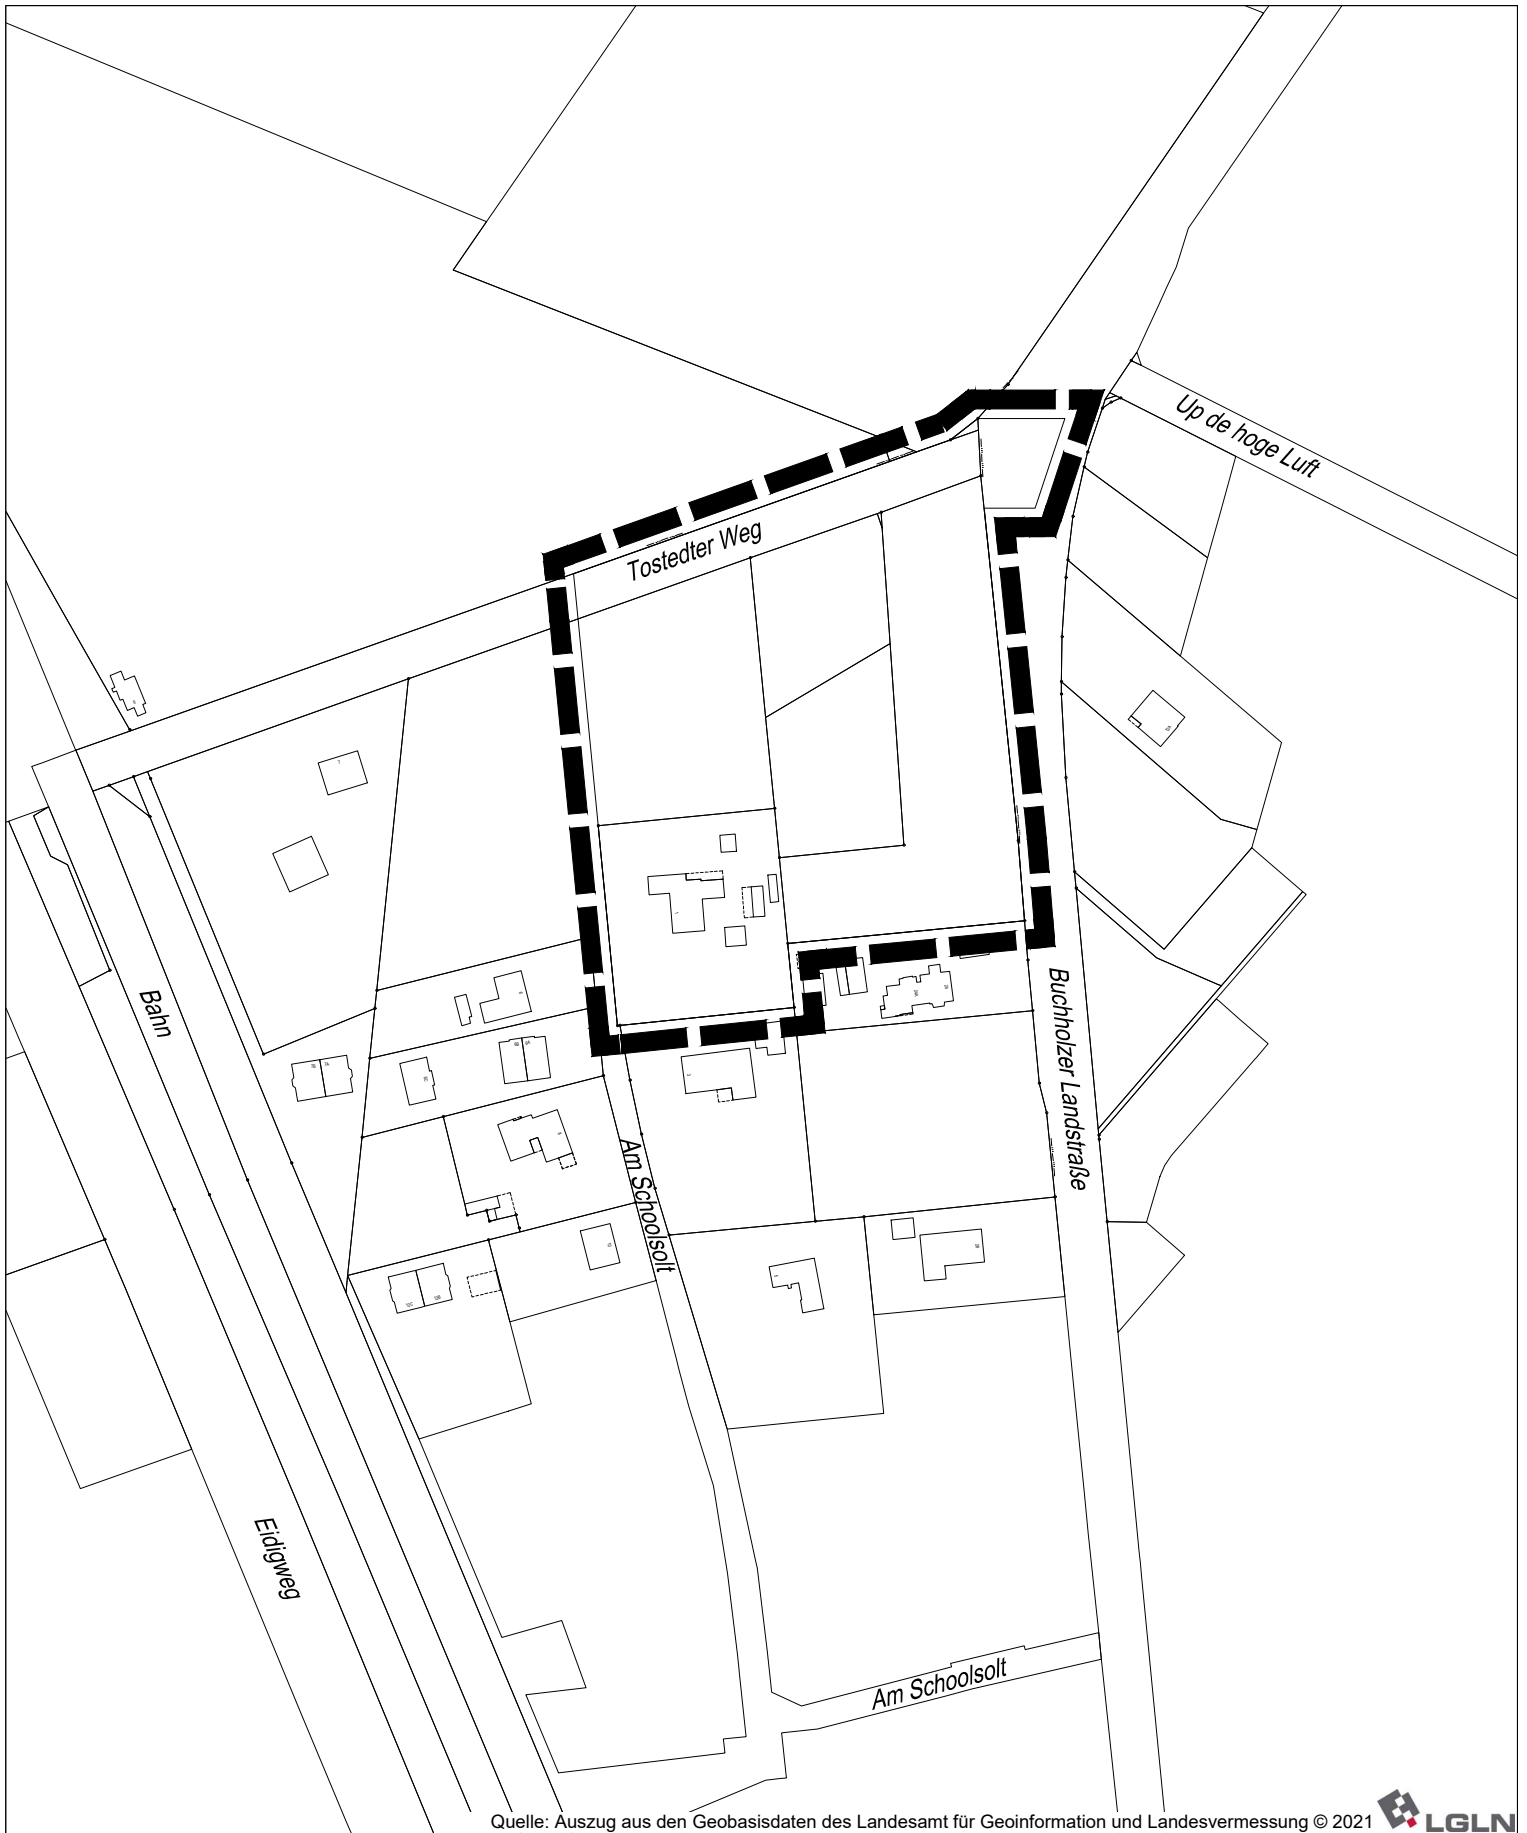 Up de hoge Luft
Tostedter Weg
Bahn
Buchholzer Landstraße
Am Schoolsolt
Eidigweg
Am Schoolsolt
Quelle: Auszug aus den Geobasisdaten des Landesamt für Geoinformation und Landesvermessung © 2021
LGLN